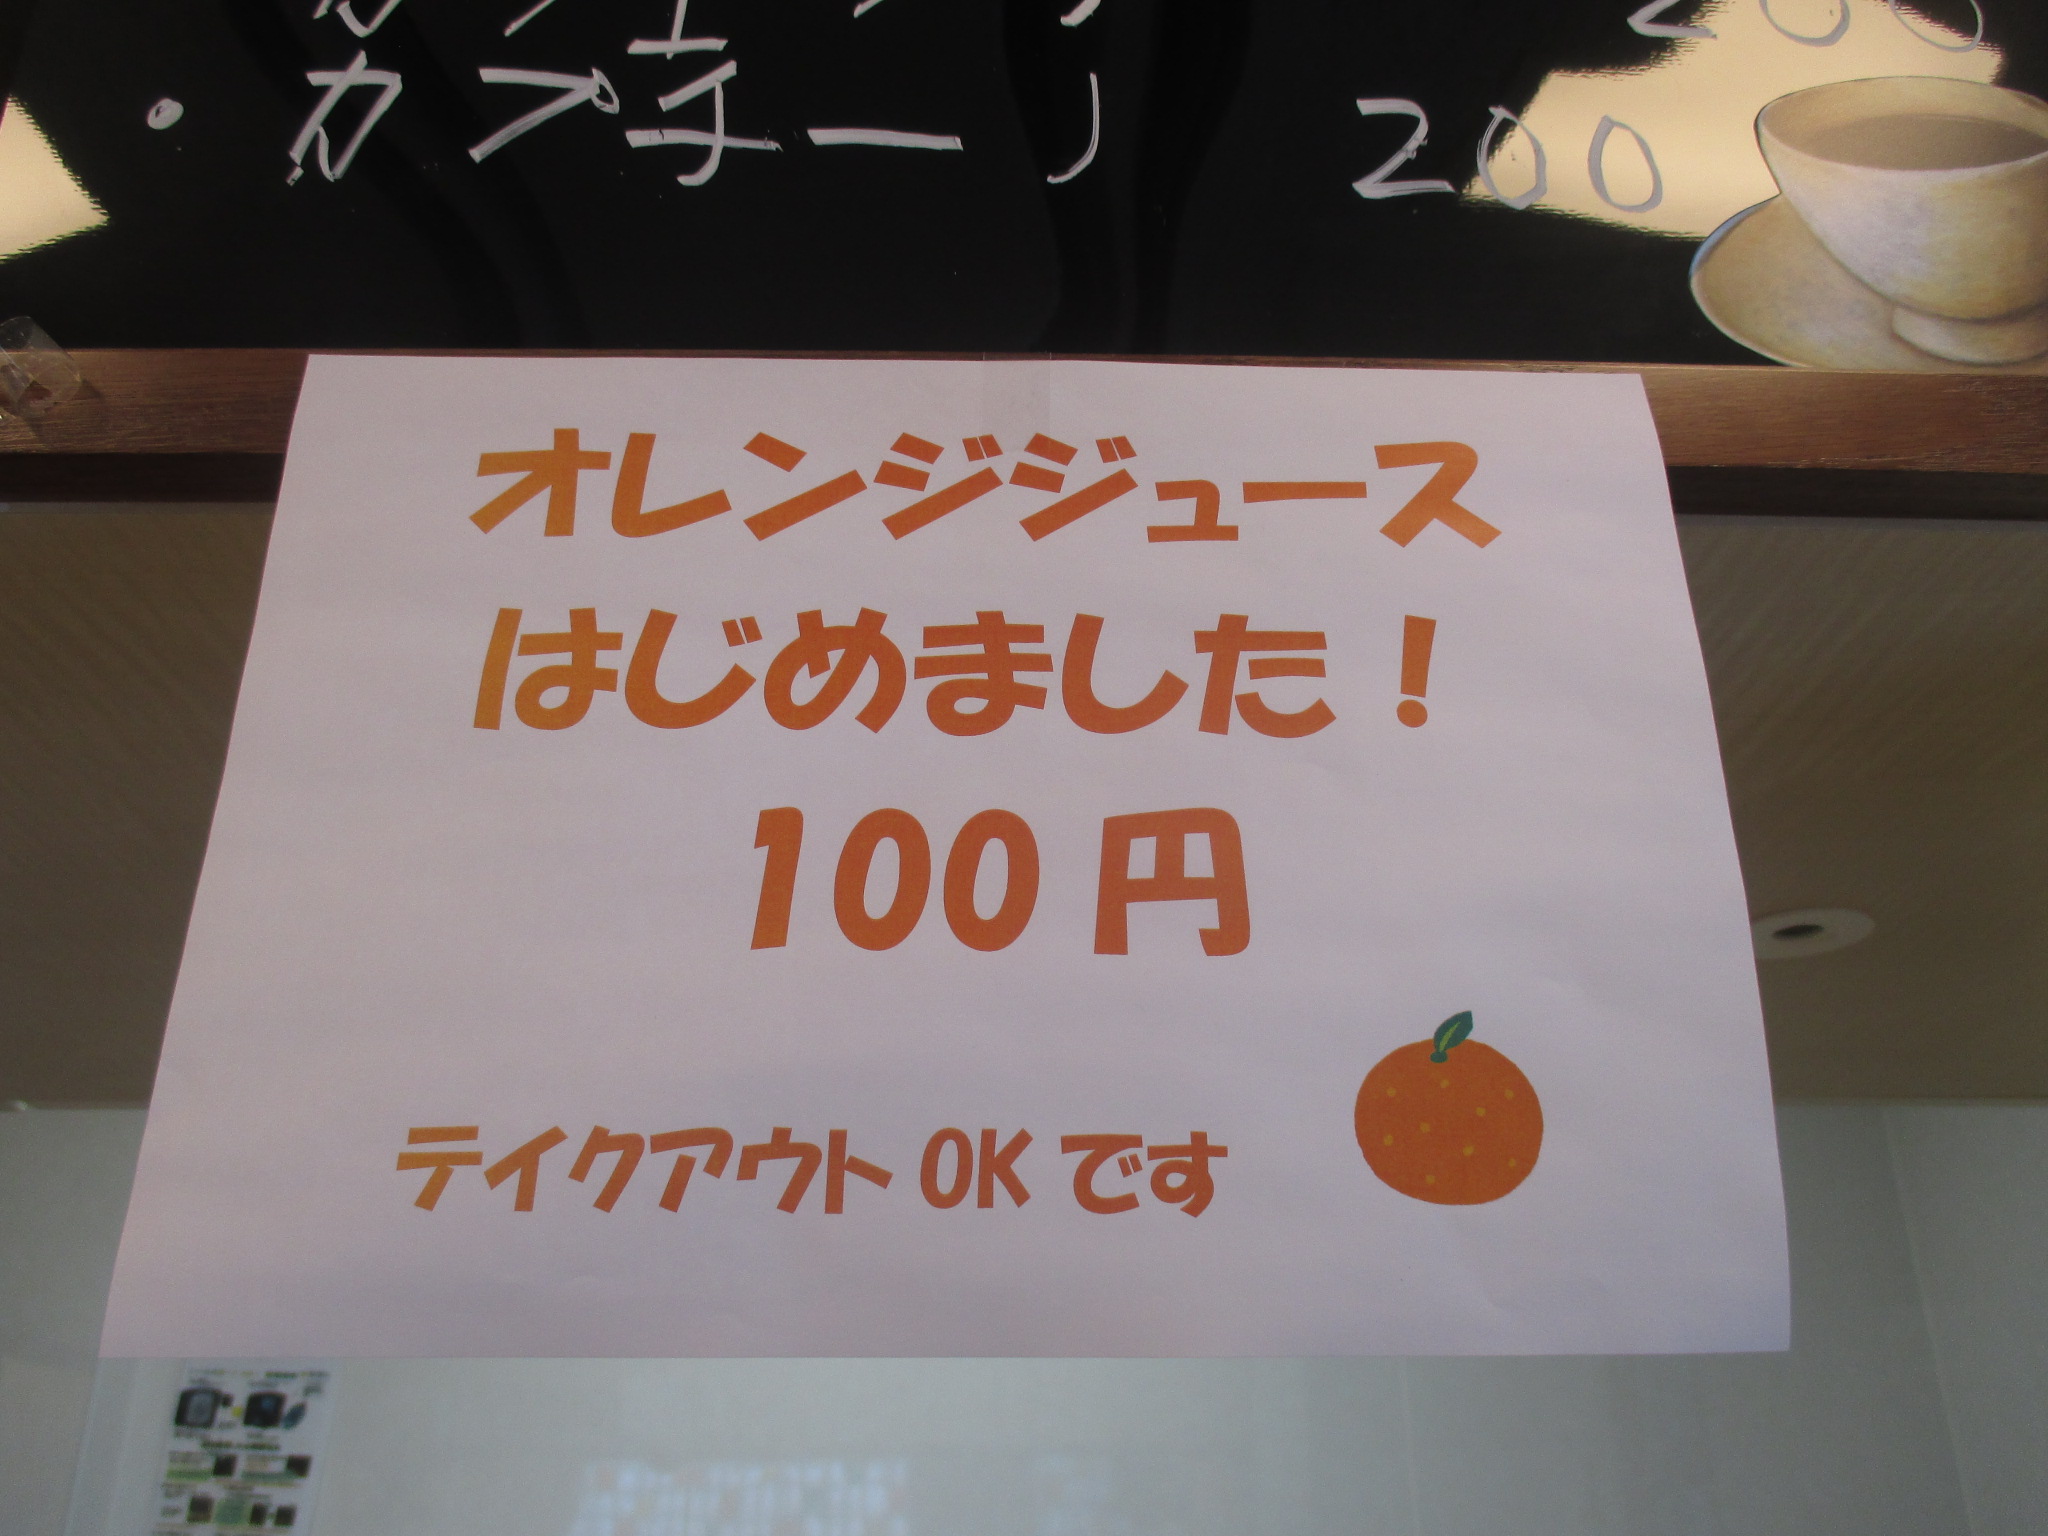 200
・カプチーノ 200
オレンジジュース
はじめました！
100円
テイクアウトOKです